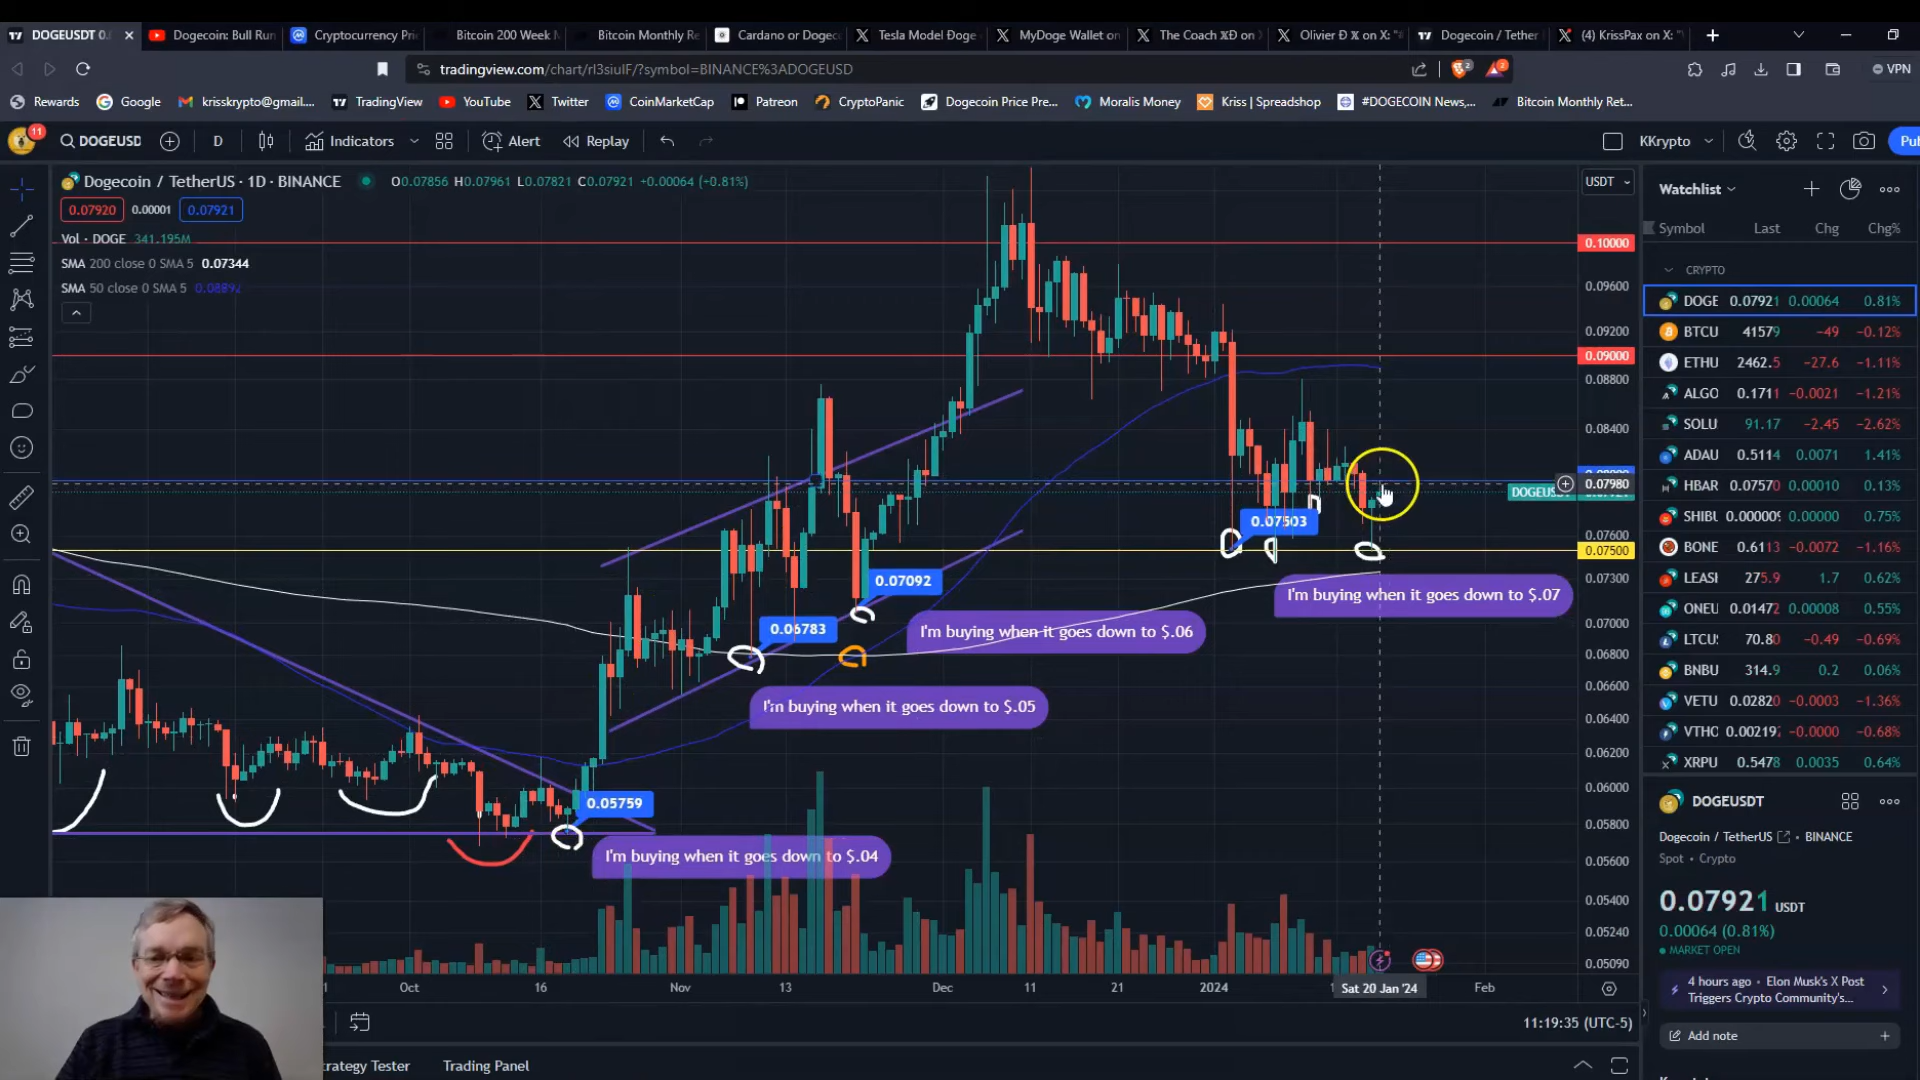 DOGEUSDT 0.
Dogecoin: Bull Run
Cryptocurrency Pri
Bitcoin 200 Week M
Bitcoin Monthly Re
Cardano or Dogec
Tesla Model Ðoge
MyDoge Wallet on
The Coach XÐ on
Olivier Ð X on X: "
Dogecoin / Tether
(4) KrissPax on X: "
tradingview.com/chart/rl3siuIF/?symbol=BINANCE%3ADOGEUSD
VPN
Rewards
Google
krisskrypto@gmail....
TradingView
YouTube
Twitter
CoinMarketCap
Patreon
CryptoPanic
Dogecoin Price Pre...
Moralis Money
Kriss | Spreadshop
#DOGECOIN News,...
Bitcoin Monthly Ret...
11
DOGEUSD
D
Indicators
Alert
Replay
KKrypto
Pu
Dogecoin / TetherUS · 1D · BINANCE
O0.07856 H0.07961 L0.07821 C0.07921 +0.00064 (+0.81%)
0.07920
0.00001
0.07921
Vol · DOGE 341.195M
SMA 200 close 0 SMA 5 0.07344
SMA 50 close 0 SMA 5
USDT
0.10000
0.09600
0.09200
0.09000
0.08800
0.08400
0.07980
DOGEUS
0.07600
0.07500
0.07300
0.07000
0.06800
0.06600
0.06400
0.06200
0.06000
0.05800
0.05600
0.05400
0.05240
0.05090
0.07503
0.07092
0.06783
0.05759
I'm buying when it goes down to $.07
I'm buying when it goes down to $.06
I'm buying when it goes down to $.05
I'm buying when it goes down to $.04
Oct
16
Nov
13
Dec
11
21
2024
Sat 20 Jan '24
Feb
11:19:35 (UTC-5)
trategy Tester
Trading Panel
Watchlist
Symbol Last Chg Chg%
CRYPTO
DOGE 0.07921 0.00064 0.81%
BTCU 41579 −49 −0.12%
ETHU 2462.5 −27.6 −1.11%
ALGO 0.1711 −0.0021 −1.21%
SOLU 91.17 −2.45 −2.62%
ADAU 0.5114 0.0071 1.41%
HBAR 0.07570 0.00010 0.13%
SHIBU 0.00000 0.75%
BONE 0.6113 −0.0072 −1.16%
LEASH 275.9 1.7 0.62%
ONEU 0.01472 0.00008 0.55%
LTCU 70.80 −0.49 −0.69%
BNBU 314.9 0.2 0.06%
VETU 0.02820 −0.0003 −1.36%
VTHO −0.0000 −0.68%
XRPU 0.5478 0.0035 0.64%
DOGEUSDT
Dogecoin / TetherUS • BINANCE
Spot • Crypto
0.07921 USDT
0.00064 (0.81%)
MARKET OPEN
4 hours ago • Elon Musk's X Post
Triggers Crypto Community's...
Add note